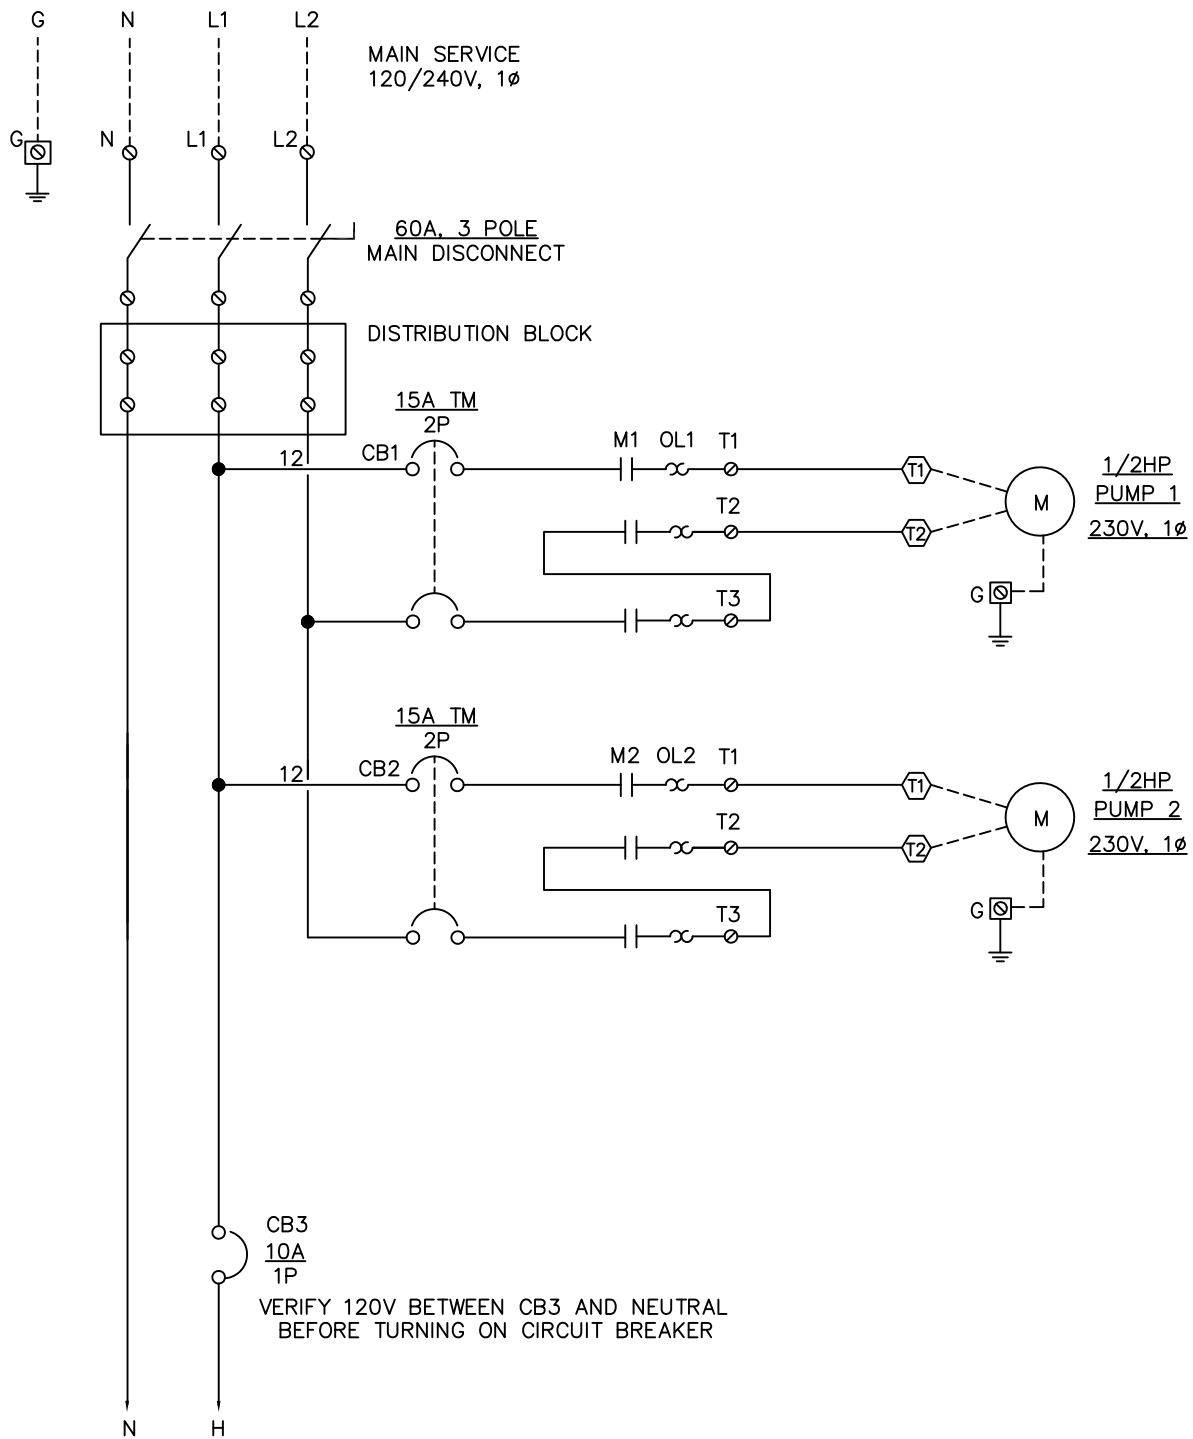 G
N
L1
L2
MAIN SERVICE
120/240V, 1ø
G
N
L1
L2
60A, 3 POLE
MAIN DISCONNECT
DISTRIBUTION BLOCK
15A TM
2P
12
CB1
M1
OL1
T1
T1
M
1/2HP
PUMP 1
230V, 1ø
T2
T2
T3
G
15A TM
2P
12
CB2
M2
OL2
T1
T1
M
1/2HP
PUMP 2
230V, 1ø
T2
T2
T3
G
CB3
10A
1P
VERIFY 120V BETWEEN CB3 AND NEUTRAL
BEFORE TURNING ON CIRCUIT BREAKER
N
H